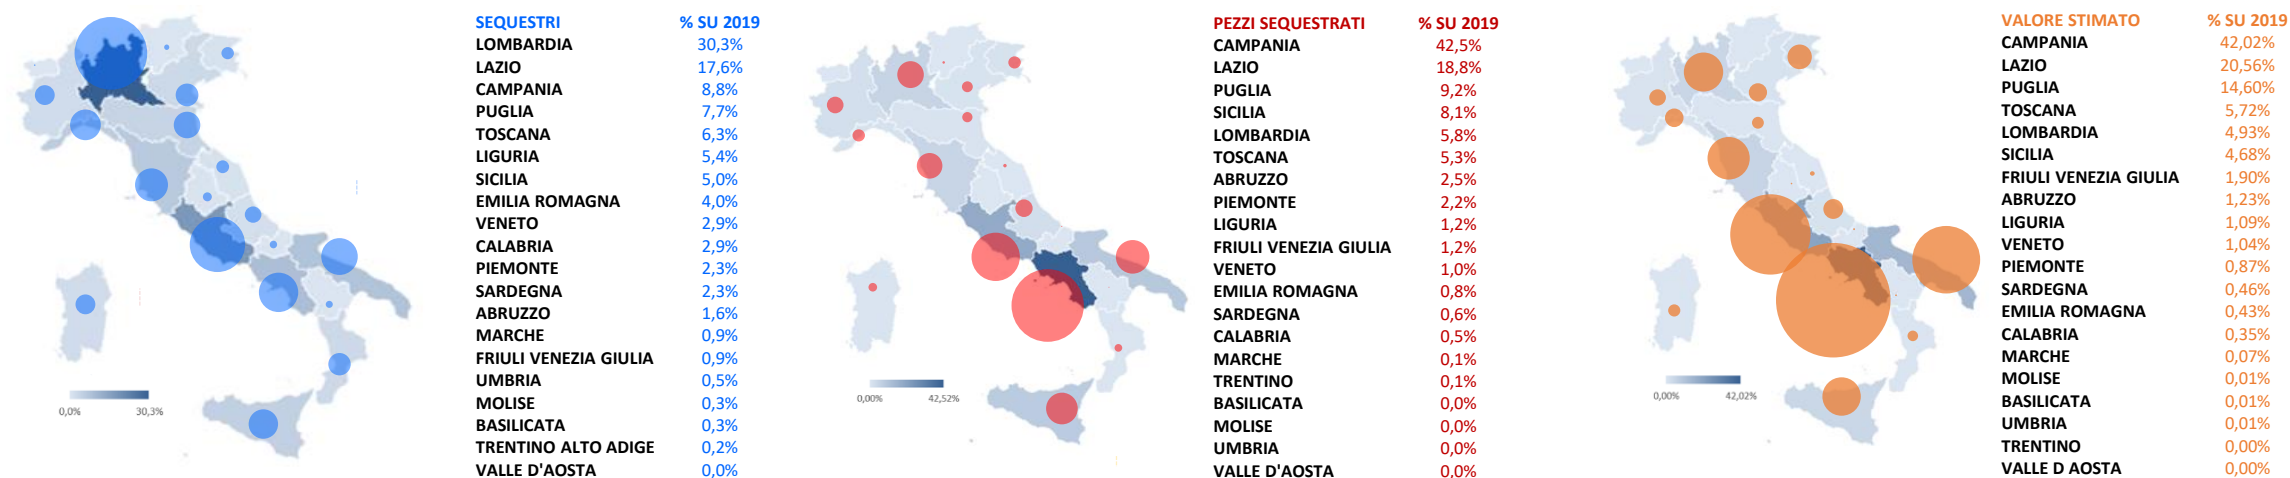 SEQUESTRI % SU 2019
LOMBARDIA 30,3%
LAZIO 17,6%
CAMPANIA 8,8%
PUGLIA 7,7%
TOSCANA 6,3%
LIGURIA 5,4%
SICILIA 5,0%
EMILIA ROMAGNA 4,0%
VENETO 2,9%
CALABRIA 2,9%
PIEMONTE 2,3%
SARDEGNA 2,3%
ABRUZZO 1,6%
MARCHE 0,9%
FRIULI VENEZIA GIULIA 0,9%
UMBRIA 0,5%
MOLISE 0,3%
BASILICATA 0,3%
TRENTINO ALTO ADIGE 0,2%
VALLE D'AOSTA 0,0%
0,0% 30,3%
PEZZI SEQUESTRATI % SU 2019
CAMPANIA 42,5%
LAZIO 18,8%
PUGLIA 9,2%
SICILIA 8,1%
LOMBARDIA 5,8%
TOSCANA 5,3%
ABRUZZO 2,5%
PIEMONTE 2,2%
LIGURIA 1,2%
FRIULI VENEZIA GIULIA 1,2%
VENETO 1,0%
EMILIA ROMAGNA 0,8%
SARDEGNA 0,6%
CALABRIA 0,5%
MARCHE 0,1%
TRENTINO 0,1%
BASILICATA 0,0%
MOLISE 0,0%
UMBRIA 0,0%
VALLE D'AOSTA 0,0%
0,00% 42,52%
VALORE STIMATO % SU 2019
CAMPANIA 42,02%
LAZIO 20,56%
PUGLIA 14,60%
TOSCANA 5,72%
LOMBARDIA 4,93%
SICILIA 4,68%
FRIULI VENEZIA GIULIA 1,90%
ABRUZZO 1,23%
LIGURIA 1,09%
VENETO 1,04%
PIEMONTE 0,87%
SARDEGNA 0,46%
EMILIA ROMAGNA 0,43%
CALABRIA 0,35%
MARCHE 0,07%
MOLISE 0,01%
BASILICATA 0,01%
UMBRIA 0,01%
TRENTINO 0,00%
VALLE D AOSTA 0,00%
0,00% 42,02%